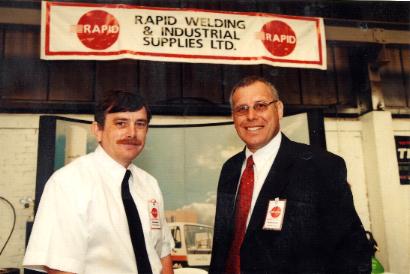 RAPID WELDING
& INDUSTRIAL
SUPPLIES LTD.
RAPID
RAPID